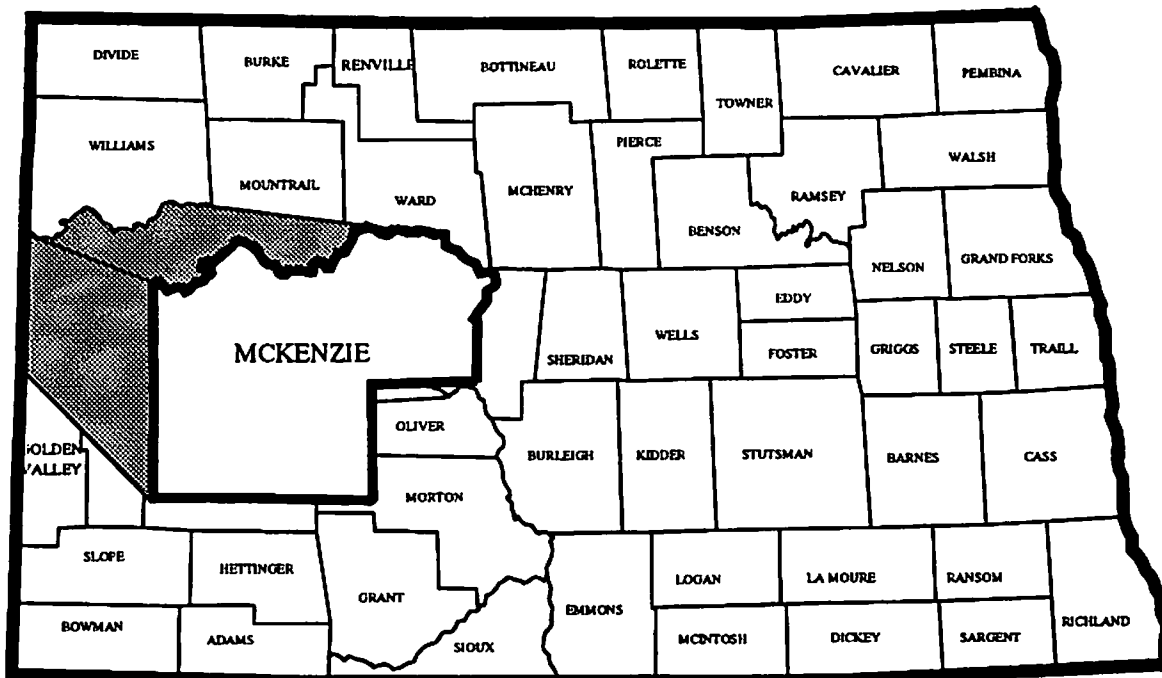 DIVIDE
BURKE
RENVILLE
BOTTINEAU
ROLETTE
TOWNER
CAVALIER
PEMBINA
WILLIAMS
MOUNTRAIL
WARD
MCHENRY
PIERCE
BENSON
RAMSEY
WALSH
NELSON
GRAND FORKS
MCKENZIE
SHERIDAN
WELLS
EDDY
FOSTER
GRIGGS
STEELE
TRAILL
GOLDEN
VALLEY
OLIVER
MORTON
BURLEIGH
KIDDER
STUTSMAN
BARNES
CASS
SLOPE
HETTINGER
GRANT
BOWMAN
ADAMS
SIOUX
EMMONS
LOGAN
LA MOURE
RANSOM
MCINTOSH
DICKEY
SARGENT
RICHLAND